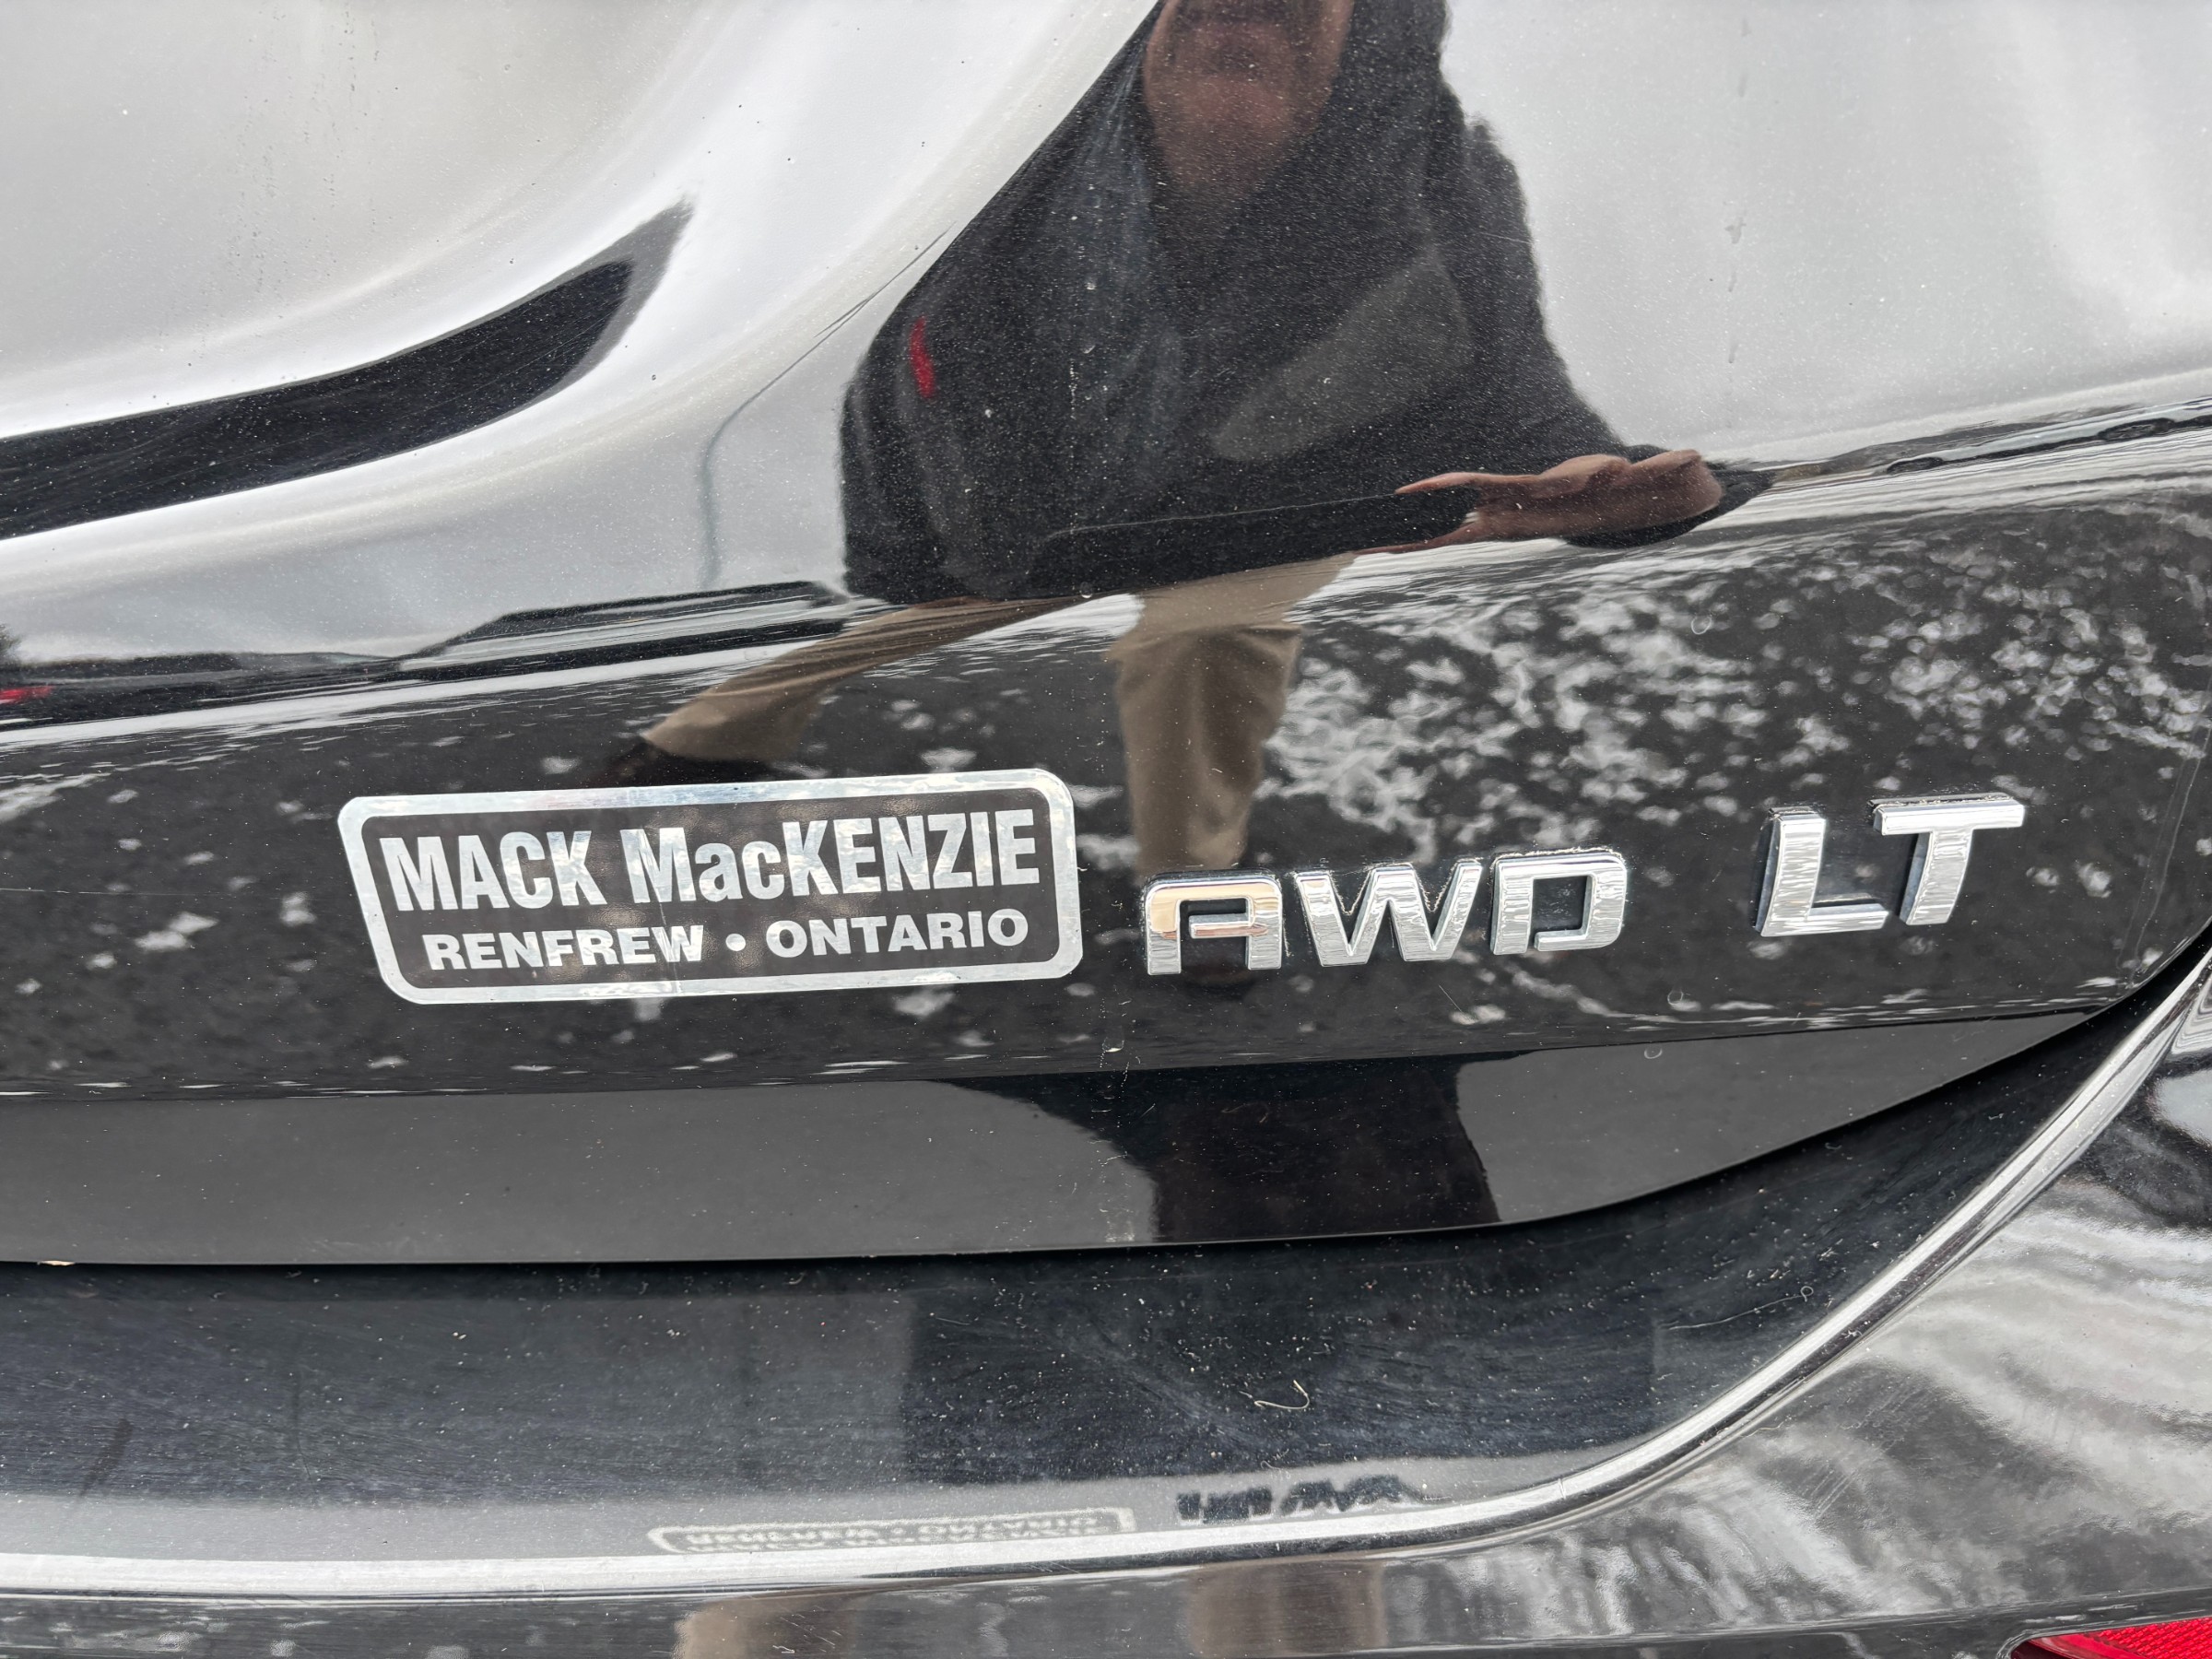 MACK MacKENZIE
RENFREW • ONTARIO
AWD LT